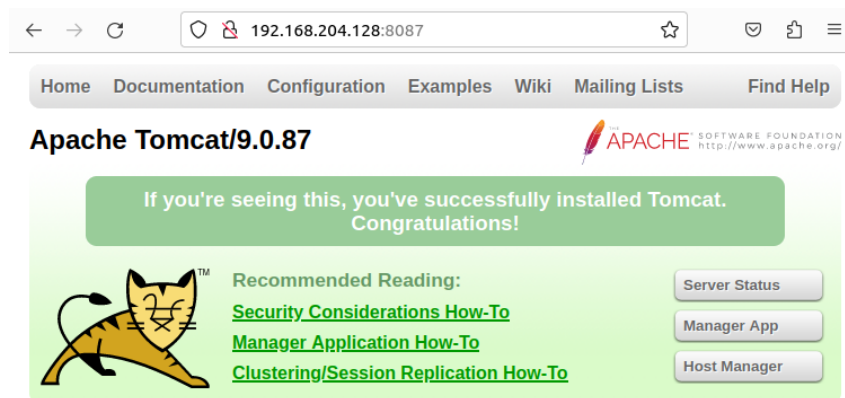 192.168.204.128:8087
Home Documentation Configuration Examples Wiki Mailing Lists Find Help
Apache Tomcat/9.0.87
THE
APACHE™ SOFTWARE FOUNDATION
http://www.apache.org/
If you're seeing this, you've successfully installed Tomcat.
Congratulations!
TM
Recommended Reading:
Security Considerations How-To
Manager Application How-To
Clustering/Session Replication How-To
Server Status
Manager App
Host Manager